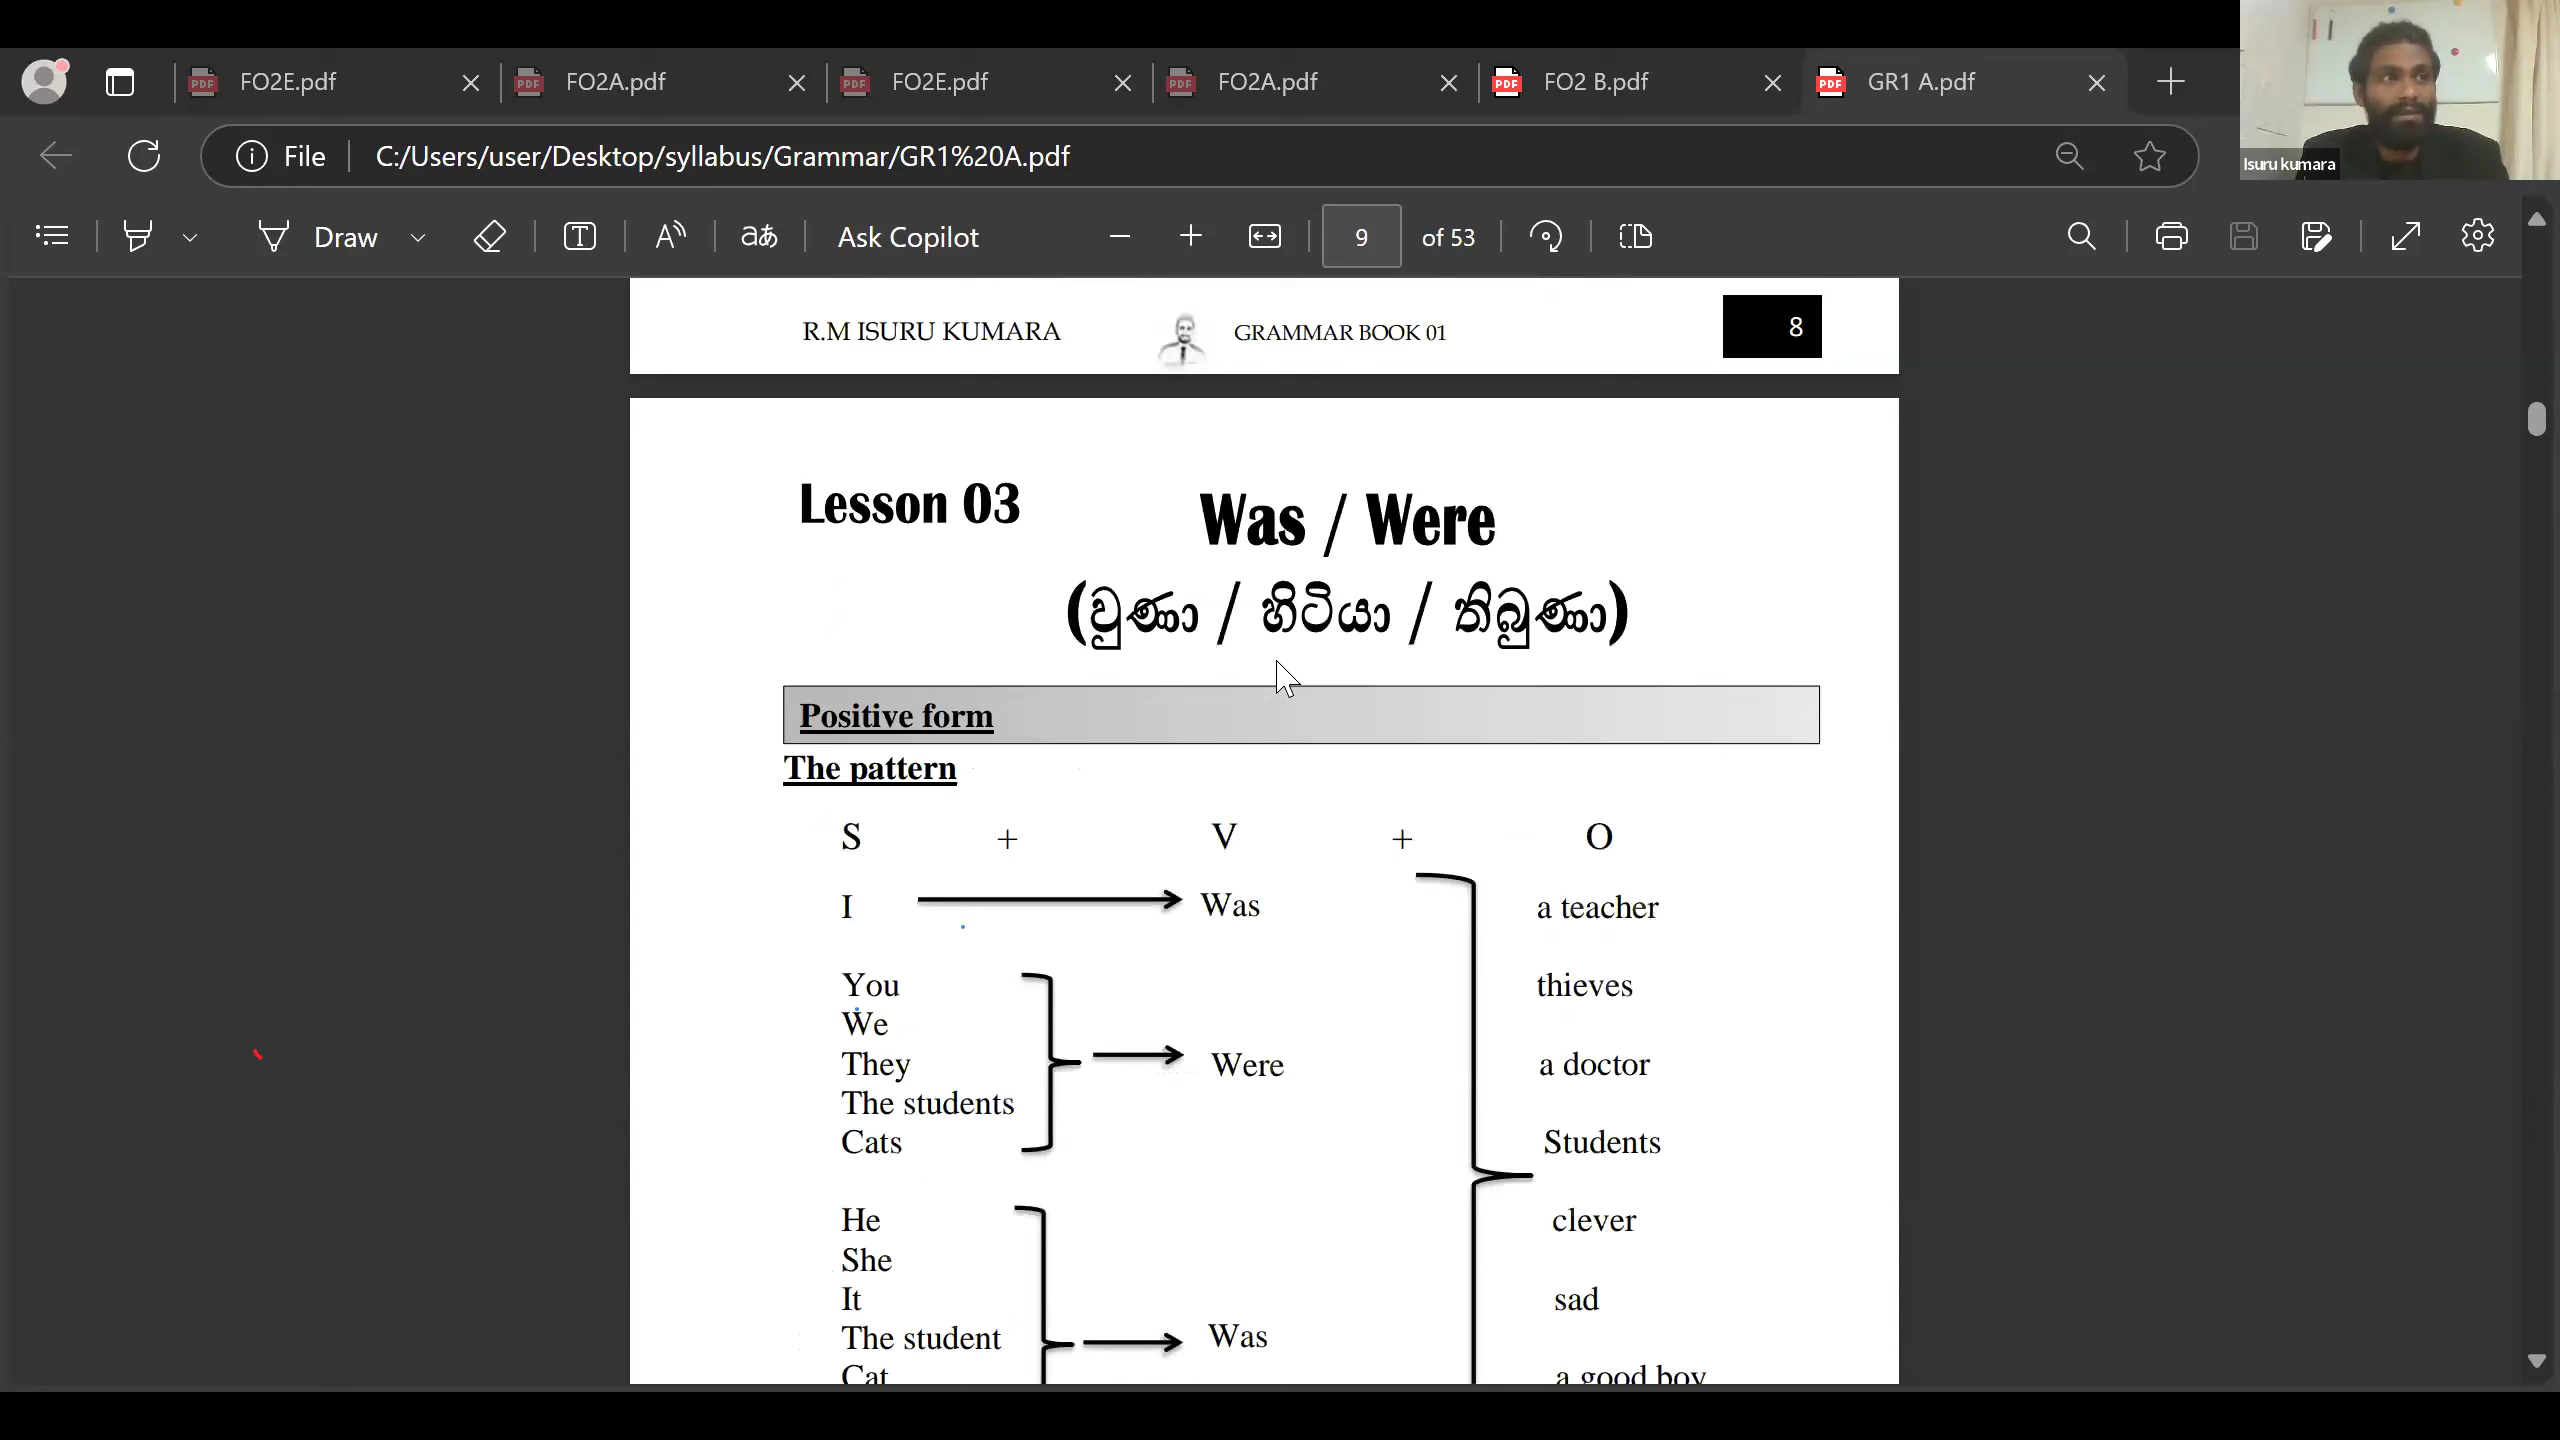 FO2E.pdf FO2A.pdf FO2E.pdf FO2A.pdf FO2 B.pdf GR1 A.pdf
File C:/Users/user/Desktop/syllabus/Grammar/GR1%20A.pdf
Isuru kumara
Draw aあ Ask Copilot 9 of 53
R.M ISURU KUMARA GRAMMAR BOOK 01 8
Lesson 03 Was / Were
(වුණා / හිටියා / තිබුණා)
Positive form
The pattern
S + V + O
I Was a teacher
You thieves
We
They Were a doctor
The students
Cats Students
He clever
She
It sad
The student Was
Cat a good boy